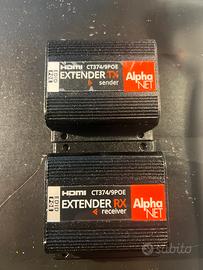 HDMI CT374/9POE
EXTENDER TX
sender
Alpha
NET
HDMI CT374/9POE
EXTENDER RX
receiver
Alpha
NET
subito